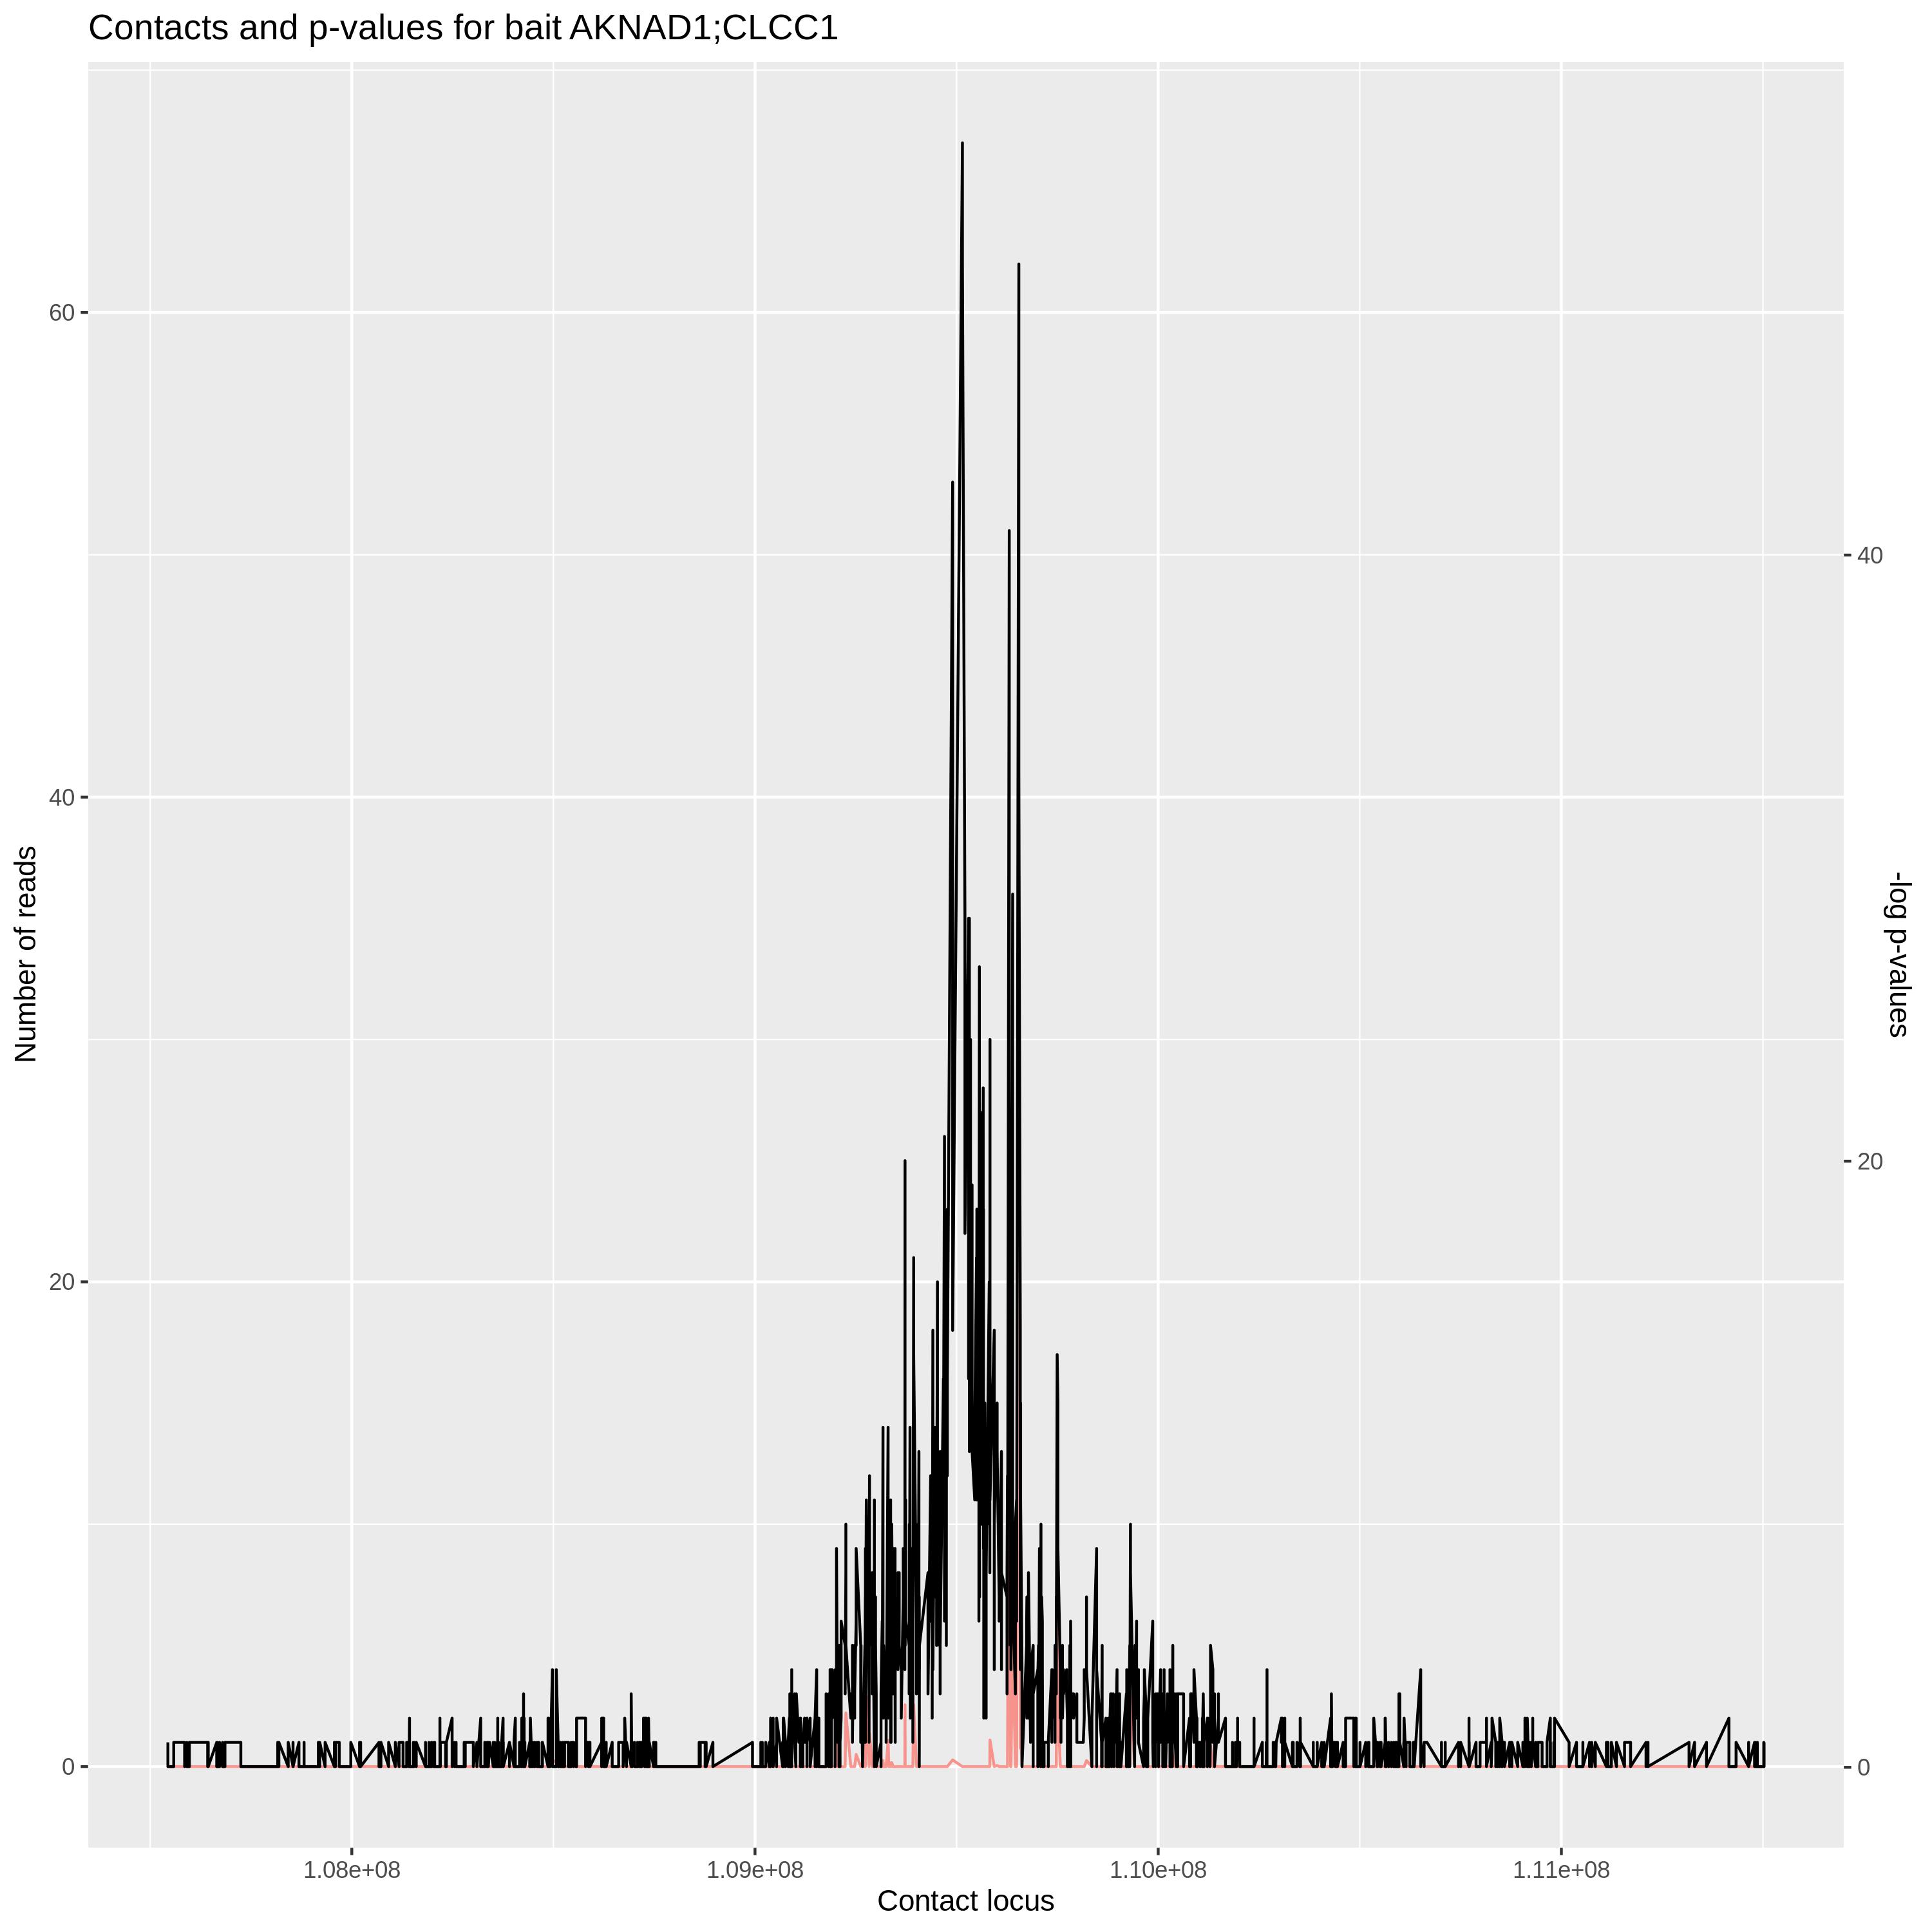 Contacts and p-values for bait AKNAD1;CLCC1
60
40
20
0
Number of reads
40
20
0
-log p-values
1.08e+08
1.09e+08
1.10e+08
1.11e+08
Contact locus